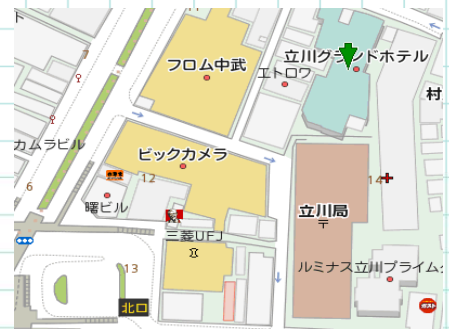 ト
7
フロム中武
立川グランドホテル
エトロワ
村
カムラビル
ビックカメラ
6
12
14
曙ビル
立川局
〒
三菱UFJ
13
ルミナス立川プライム
北口